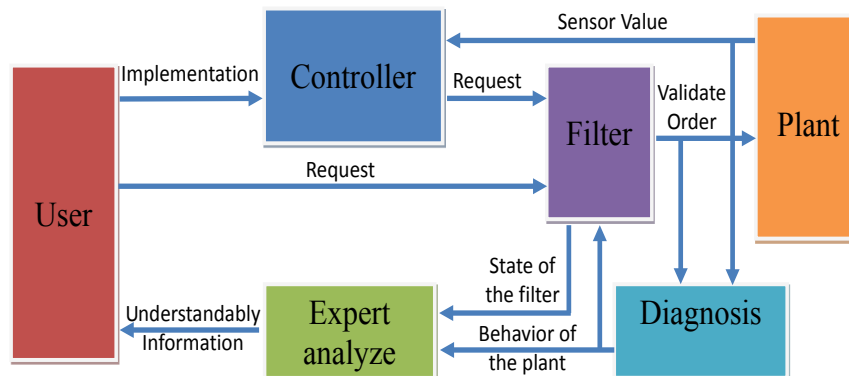 Sensor Value
Implementation
Controller
Request
Validate
Order
Plant
Filter
Request
User
State of
the filter
Understandably
Information
Expert
analyze
Behavior of
the plant
Diagnosis